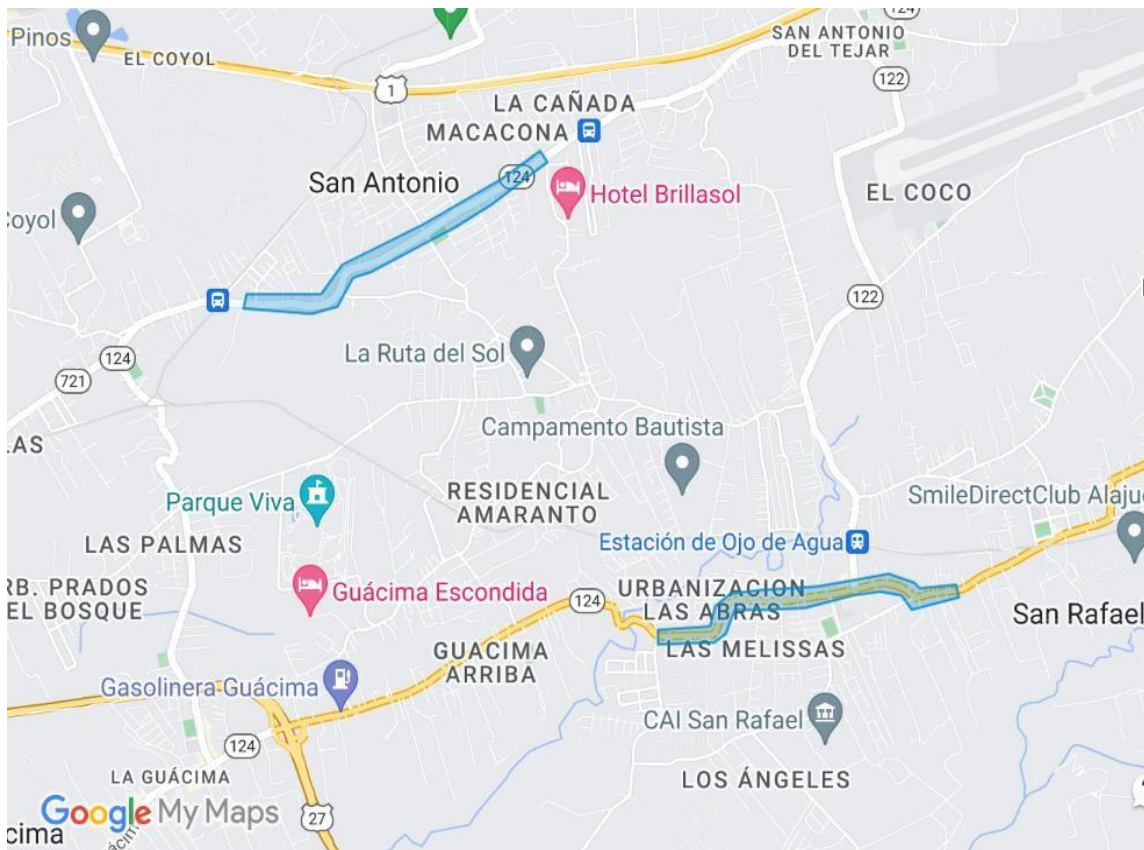 124
Pinos
EL COYOL
SAN ANTONIO
DEL TEJAR
122
1
LA CAÑADA
MACACONA
San Antonio
124
Hotel Brillasol
EL COCO
Coyol
122
La Ruta del Sol
124
721
LAS
Campamento Bautista
Parque Viva
RESIDENCIAL
AMARANTO
SmileDirectClub Alaju
LAS PALMAS
Estación de Ojo de Agua
RB. PRADOS
EL BOSQUE
Guácima Escondida
124
URBANIZACION
LAS ABRAS
San Rafael
GUACIMA
ARRIBA
LAS MELISSAS
Gasolinera Guácima
CAI San Rafael
124
LA GUÁCIMA
LOS ÁNGELES
Google My Maps
27
cima